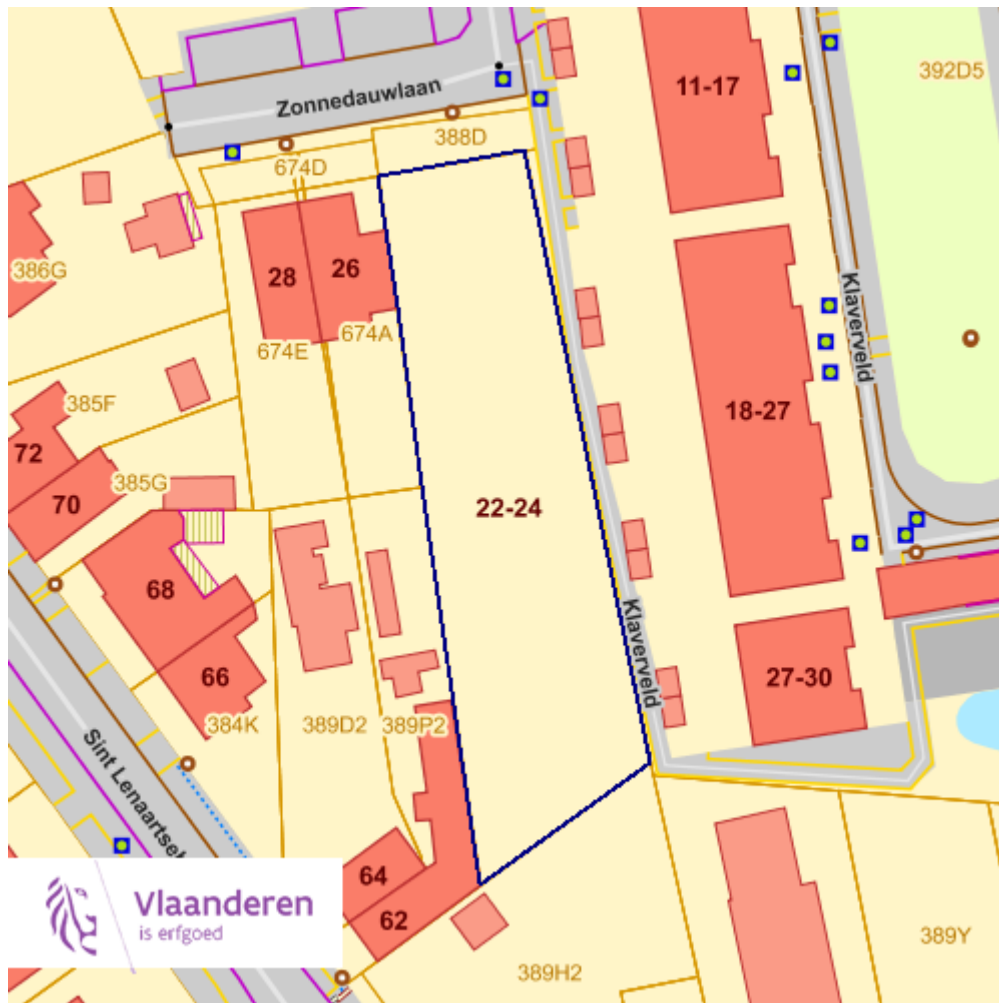 392D5
11-17
Zonnedauwlaan
388D
674D
28
26
386G
674A
674E
Klaverveld
385F
18-27
72
385G
70
22-24
68
Klaverveld
66
27-30
384K
389D2
389P2
Sint Lenaartse
64
62
Vlaanderen
is erfgoed
389Y
389H2